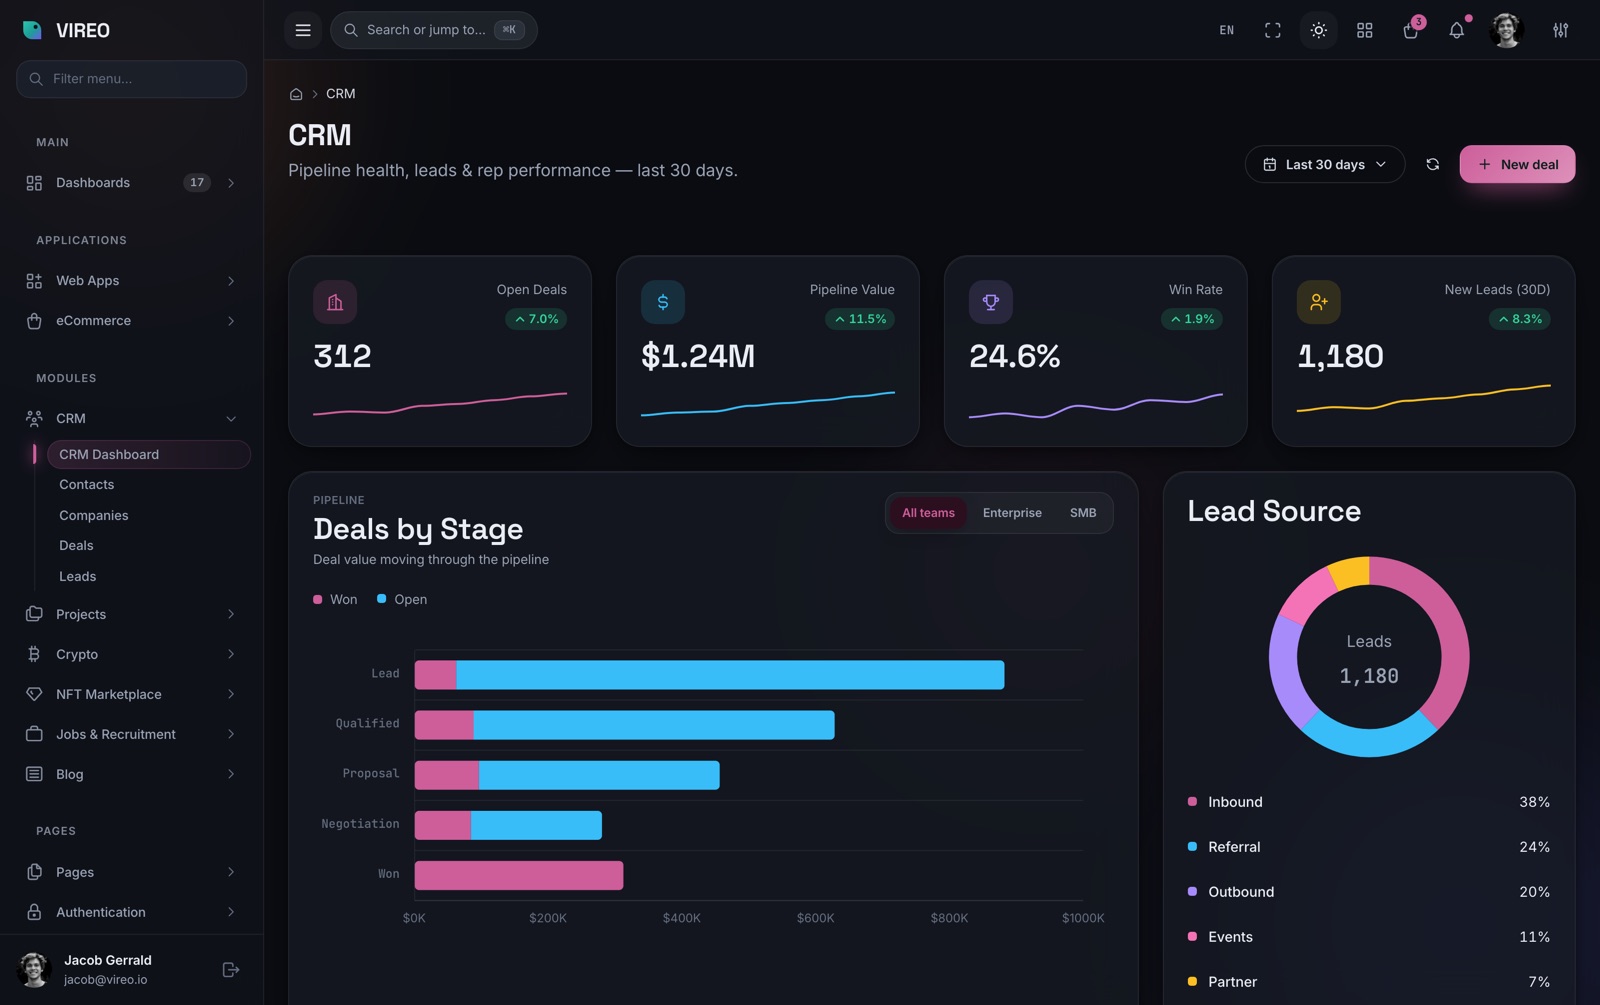 VIREO
Filter menu...
MAIN
Dashboards 17
APPLICATIONS
Web Apps
eCommerce
MODULES
CRM
CRM Dashboard
Contacts
Companies
Deals
Leads
Projects
Crypto
NFT Marketplace
Jobs & Recruitment
Blog
PAGES
Pages
Authentication
Jacob Gerrald
jacob@vireo.io
Search or jump to... ⌘K
EN
3
CRM
CRM
Pipeline health, leads & rep performance — last 30 days.
Last 30 days
New deal
Open Deals
7.0%
312
Pipeline Value
11.5%
$1.24M
Win Rate
1.9%
24.6%
New Leads (30D)
8.3%
1,180
PIPELINE
Deals by Stage
Deal value moving through the pipeline
All teams Enterprise SMB
Won Open
Lead
Qualified
Proposal
Negotiation
Won
$0K $200K $400K $600K $800K $1000K
Lead Source
Leads
1,180
Inbound 38%
Referral 24%
Outbound 20%
Events 11%
Partner 7%